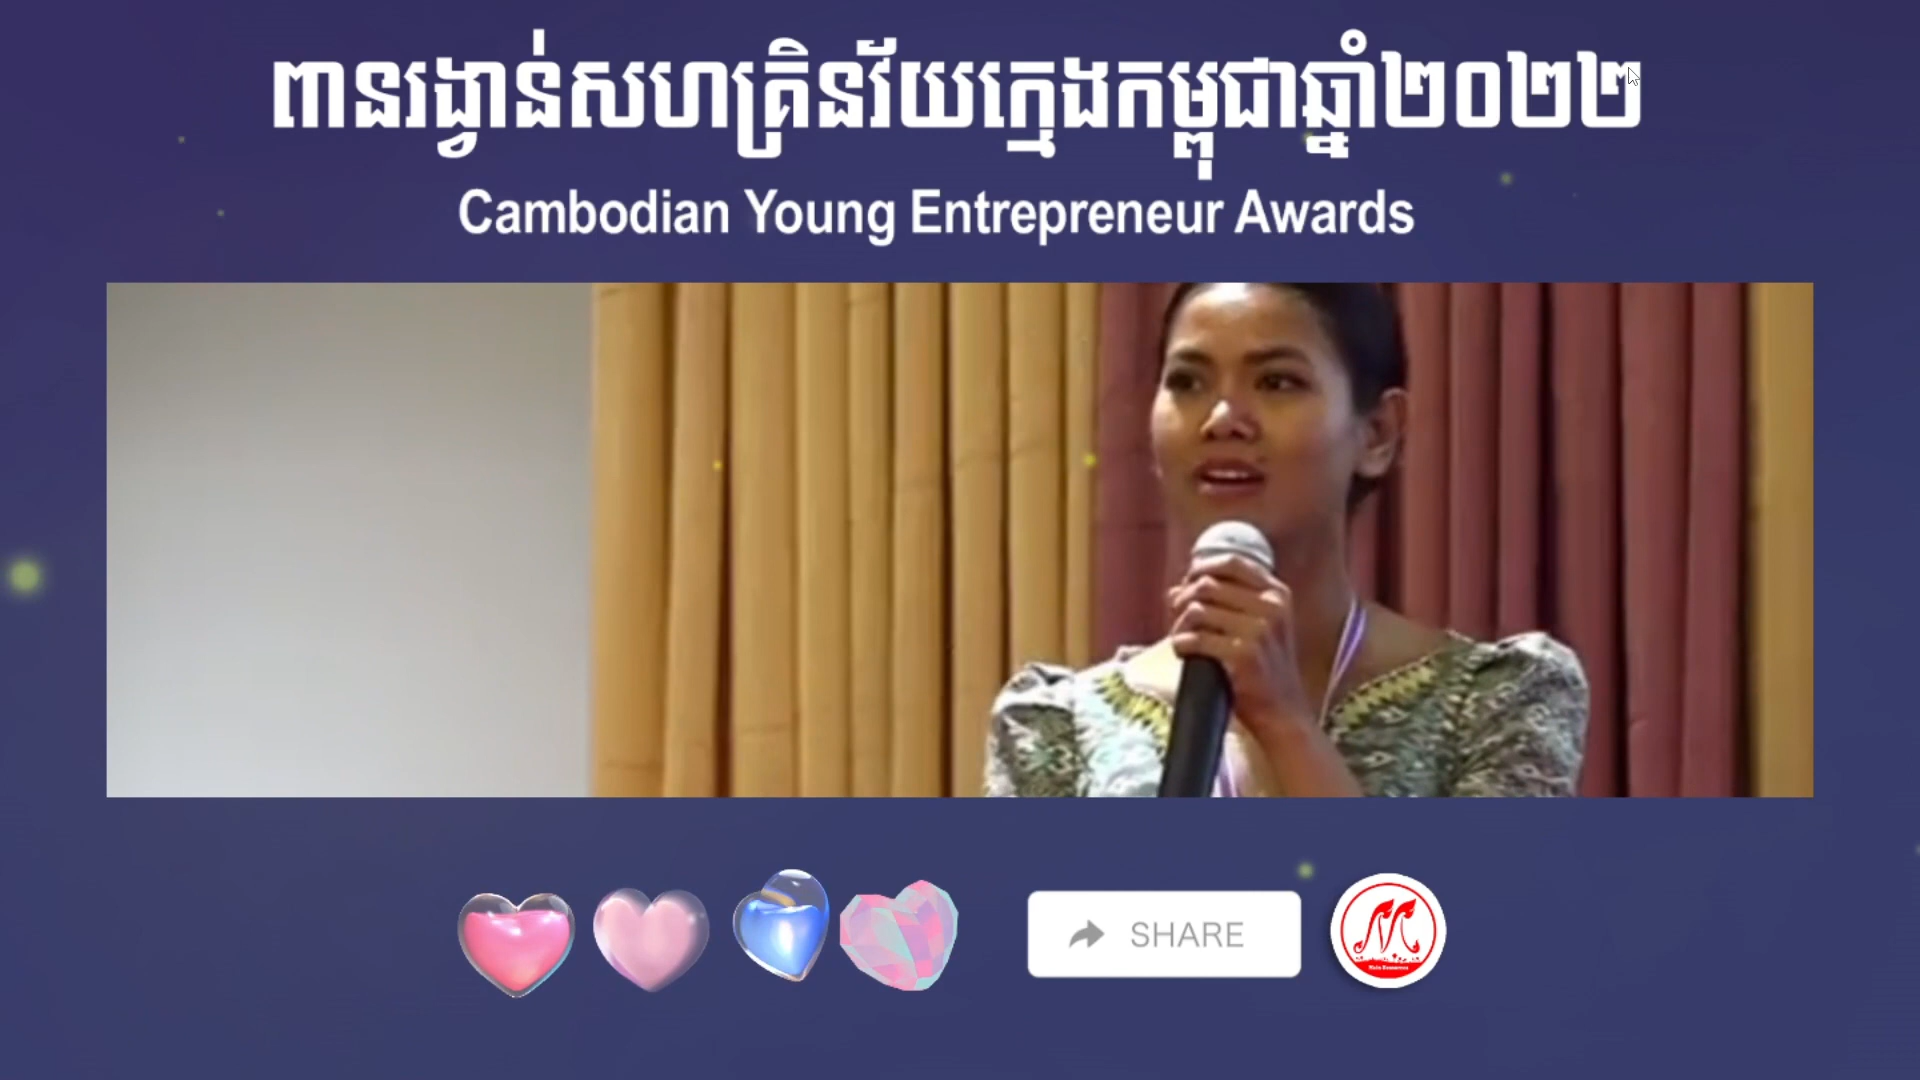 ពានរង្វាន់សហគ្រិនវ័យក្មេងកម្ពុជាឆ្នាំ២០២២
Cambodian Young Entrepreneur Awards
SHARE